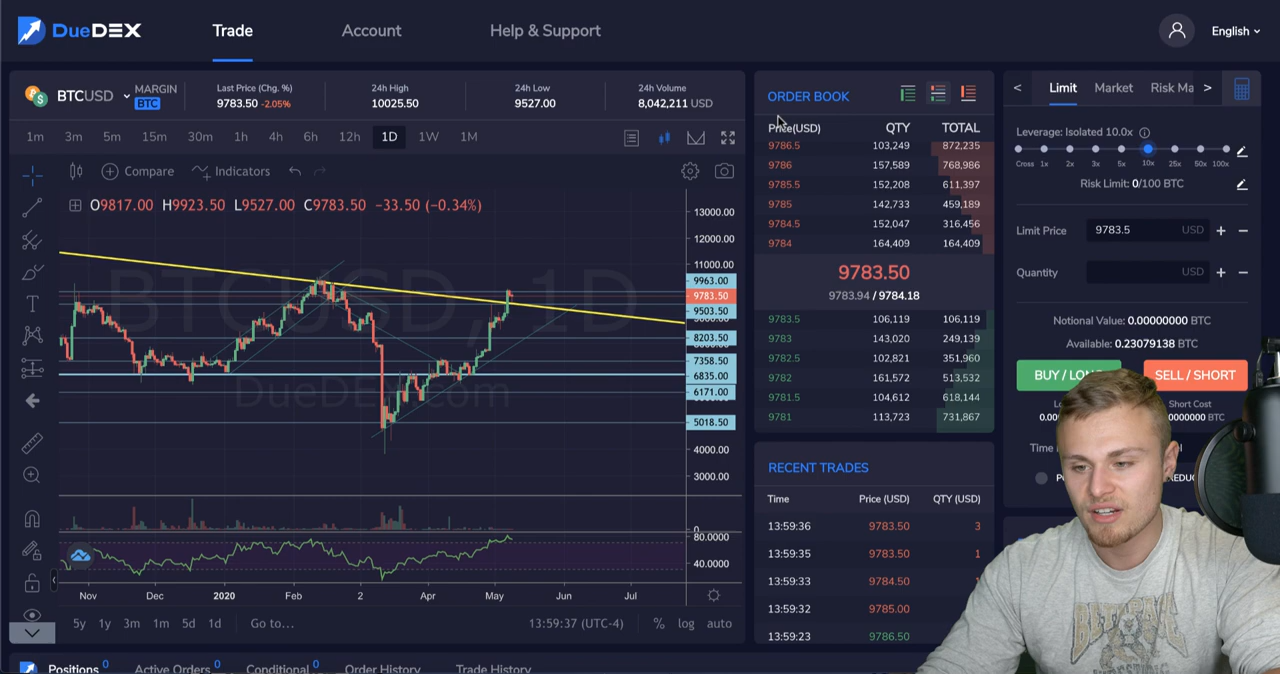 DueDEX Trade Account Help & Support English
BTCUSD MARGIN BTC
Last Price (Chg. %) 24h High 24h Low 24h Volume
9783.50 -2.05% 10025.50 9527.00 8,042,211 USD
1m 3m 5m 15m 30m 1h 4h 6h 12h 1D 1W 1M
Compare Indicators
O9817.00 H9923.50 L9527.00 C9783.50 −33.50 (−0.34%)
BTCUSD, 1D
DueDEX.com
13000.00
12000.00
11000.00
9963.00
9783.50
9503.50
8203.50
7358.50
6835.00
6171.00
5018.50
4000.00
3000.00
0
80.0000
40.0000
Nov Dec 2020 Feb 2 Apr May Jun Jul
5y 1y 3m 1m 5d 1d Go to... 13:59:37 (UTC-4) % log auto
Positions 0 Active Orders 0 Conditional 0 Order History Trade History
ORDER BOOK
Price(USD) QTY TOTAL
9786.5 103,249 872,235
9786 157,589 768,986
9785.5 152,208 611,397
9785 142,733 459,189
9784.5 152,047 316,456
9784 164,409 164,409
9783.50
9783.94 / 9784.18
9783.5 106,119 106,119
9783 143,020 249,139
9782.5 102,821 351,960
9782 161,572 513,532
9781.5 104,612 618,144
9781 113,723 731,867
RECENT TRADES
Time Price (USD) QTY (USD)
13:59:36 9783.50 3
13:59:35 9783.50 1
13:59:33 9784.50
13:59:32 9785.00
13:59:23 9786.50
< Limit Market Risk Ma >
Leverage: Isolated 10.0x
Cross 1x 2x 3x 5x 10x 25x 50x 100x
Risk Limit: 0/100 BTC
Limit Price 9783.5 USD + −
Quantity USD + −
Notional Value: 0.00000000 BTC
Available: 0.23079138 BTC
BUY / LONG SELL / SHORT
Short Cost
BTC
Time